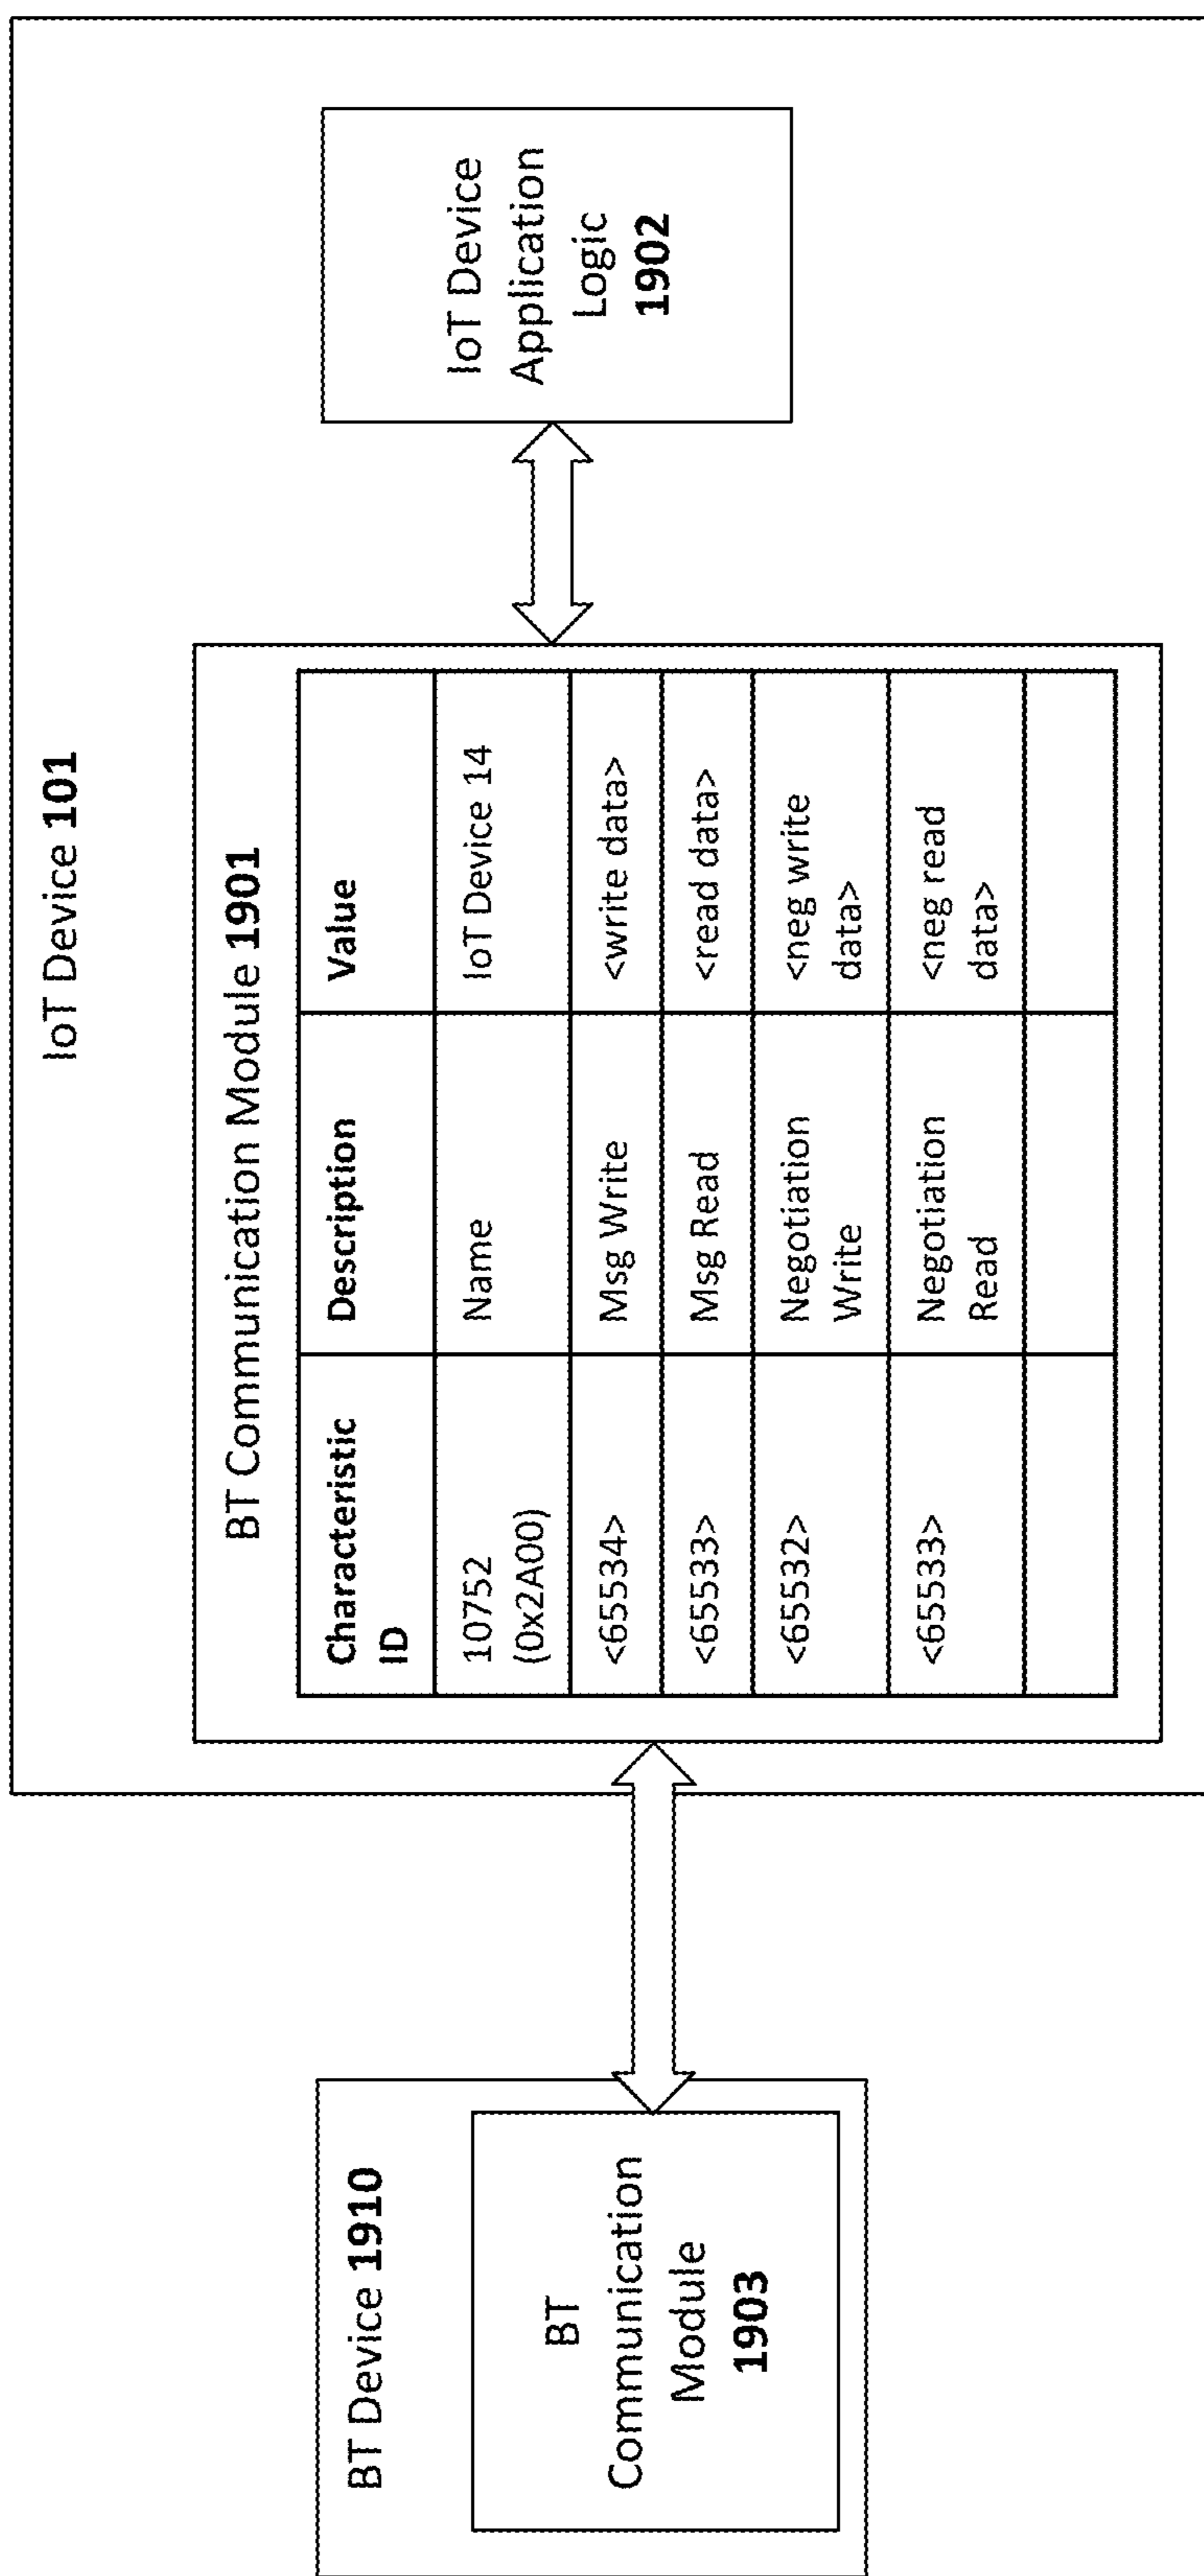 IoT Device 101
BT Communication Module 1901
Characteristic
ID
Description
Value
10752
(0x2A00)
Name
IoT Device 14
<65534>
Msg Write
<write data>
<65533>
Msg Read
<read data>
<65532>
Negotiation
Write
<neg write
data>
<65533>
Negotiation
Read
<neg read
data>
IoT Device
Application
Logic
1902
BT Device 1910
BT
Communication
Module
1903